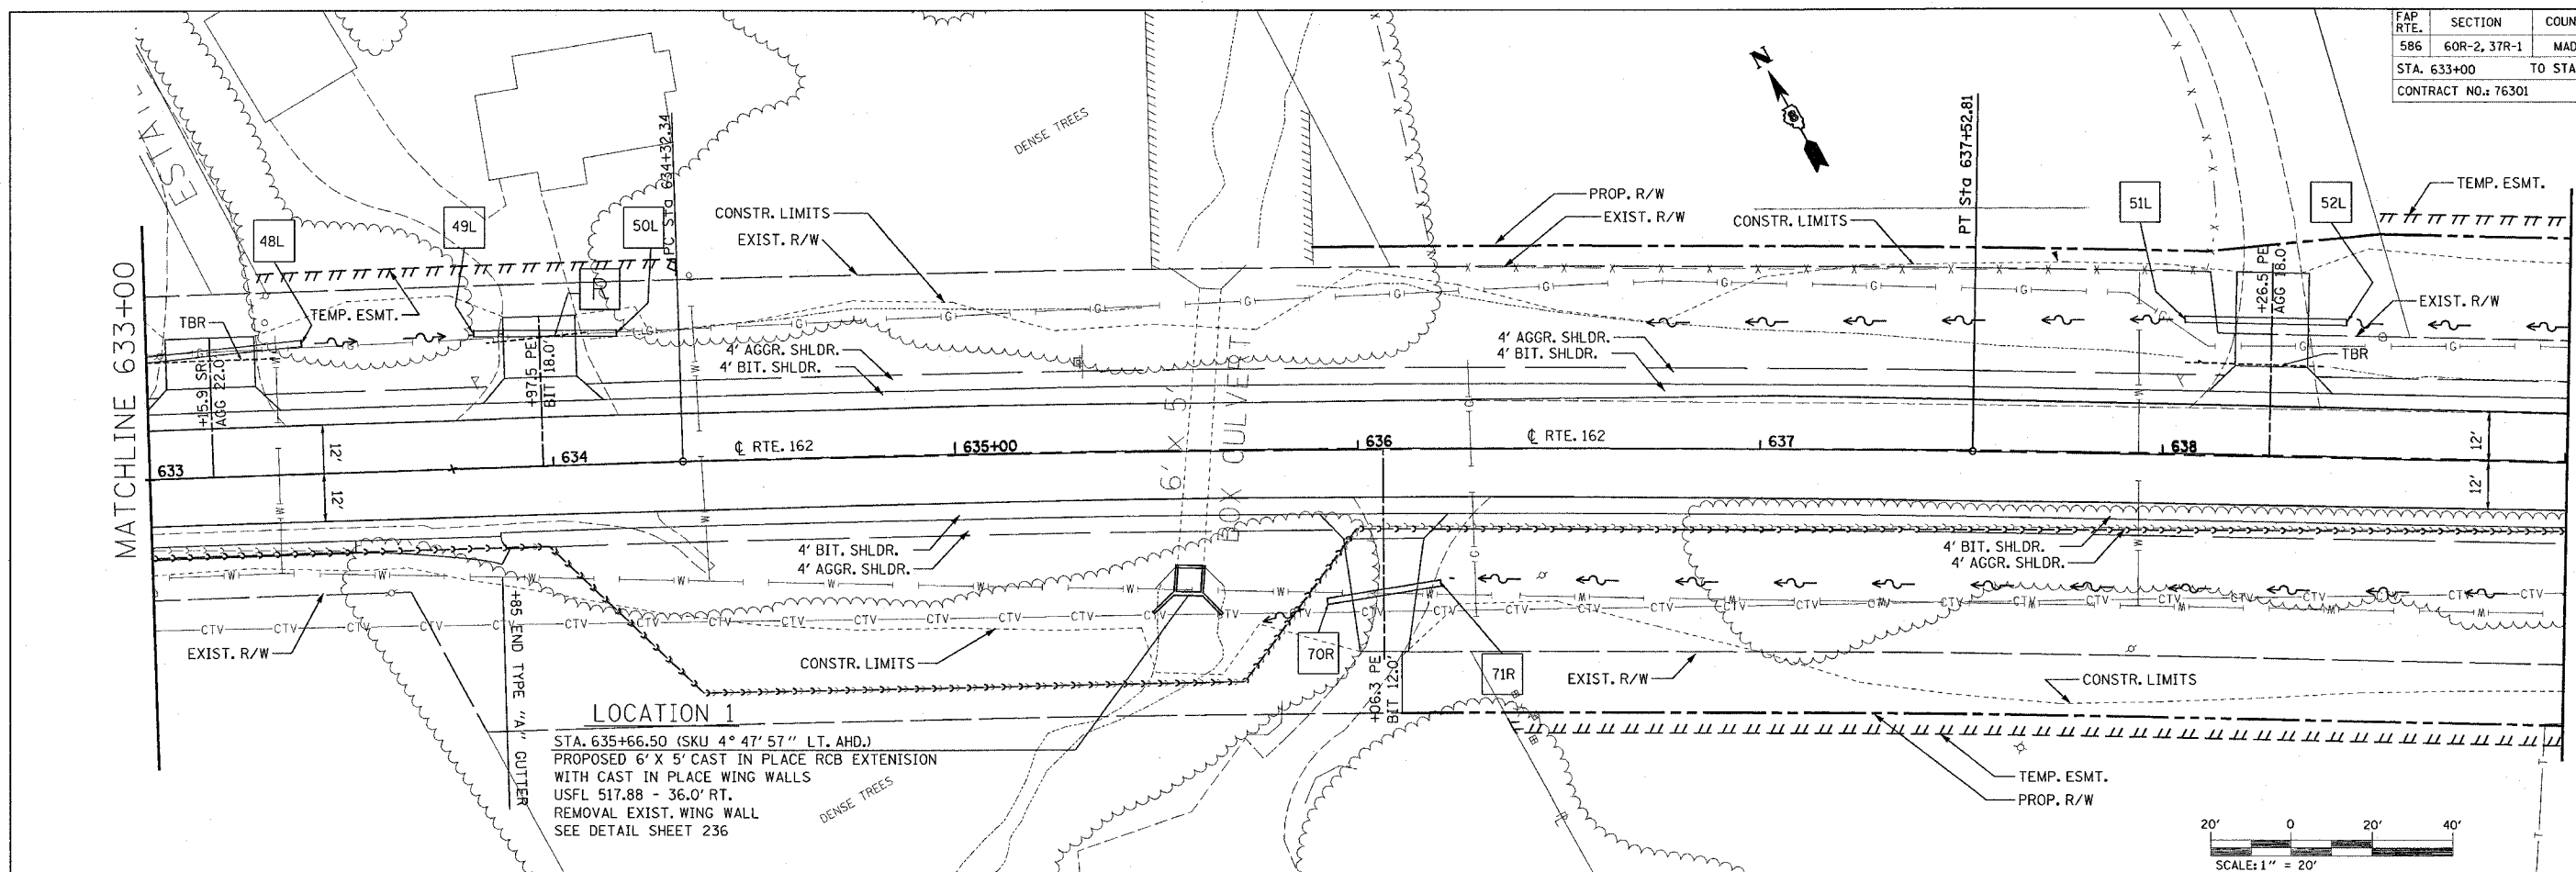 FAP RTE. SECTION COUN
586 60R-2, 37R-1 MAD
STA. 633+00 TO STA
CONTRACT NO.: 76301
N
ESTATE
DENSE TREES
PC Sta 634+32.34
PT Sta 637+52.81
48L
49L
50L
R
51L
52L
CONSTR. LIMITS
EXIST. R/W
PROP. R/W
EXIST. R/W
CONSTR. LIMITS
TEMP. ESMT.
MATCHLINE 633+00
TBR
TEMP. ESMT.
+15.9 SR
AGG 22.0'
+97.5 PE
BIT 18.0'
4' AGGR. SHLDR.
4' BIT. SHLDR.
4' AGGR. SHLDR.
4' BIT. SHLDR.
+26.5 PE
AGG 18.0'
EXIST. R/W
TBR
6' X 5'
BOX CULVERT
633
12'
12'
634
℄ RTE. 162
635+00
636
℄ RTE. 162
637
638
12'
12'
4' BIT. SHLDR.
4' AGGR. SHLDR.
4' BIT. SHLDR.
4' AGGR. SHLDR.
EXIST. R/W
+85 END TYPE "A" GUTTER
CONSTR. LIMITS
70R
71R
+06.3 PE
BIT 12.0'
EXIST. R/W
CONSTR. LIMITS
LOCATION 1
STA. 635+66.50 (SKU 4° 47' 57" LT. AHD.)
PROPOSED 6' X 5' CAST IN PLACE RCB EXTENISION
WITH CAST IN PLACE WING WALLS
USFL 517.88 - 36.0' RT.
REMOVAL EXIST. WING WALL
SEE DETAIL SHEET 236
DENSE TREES
TEMP. ESMT.
PROP. R/W
20' 0 20' 40'
SCALE: 1" = 20'